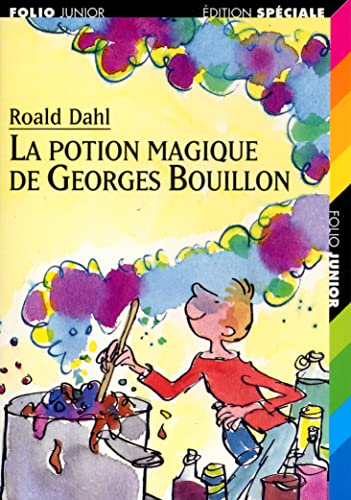 FOLIO JUNIOR
ÉDITION SPÉCIALE
Roald Dahl
LA POTION MAGIQUE
DE GEORGES BOUILLON
FOLIO JUNIOR